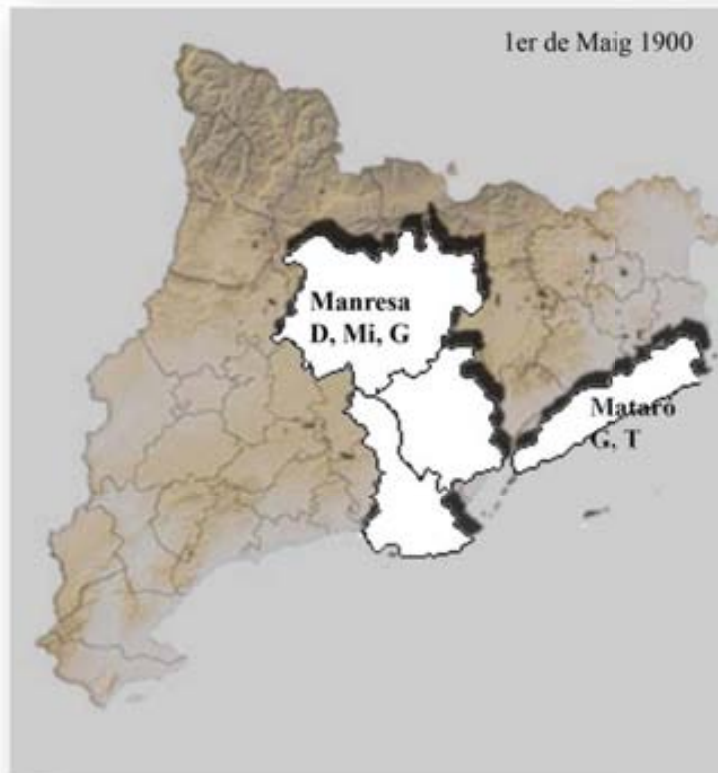 1er de Maig 1900
Manresa
D, Mi, G
Mataró
G, T